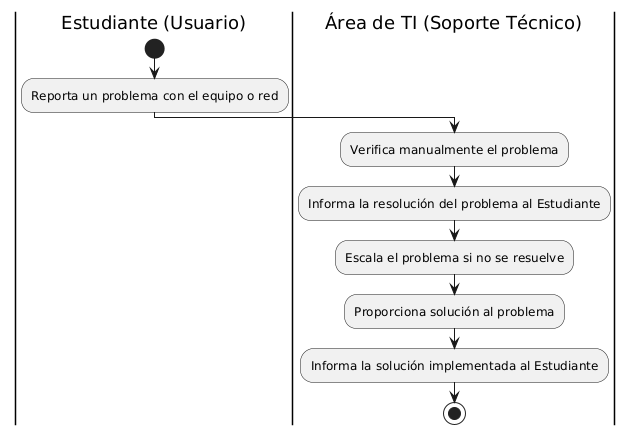 Estudiante (Usuario)
Área de TI (Soporte Técnico)
Reporta un problema con el equipo o red
Verifica manualmente el problema
Informa la resolución del problema al Estudiante
Escala el problema si no se resuelve
Proporciona solución al problema
Informa la solución implementada al Estudiante